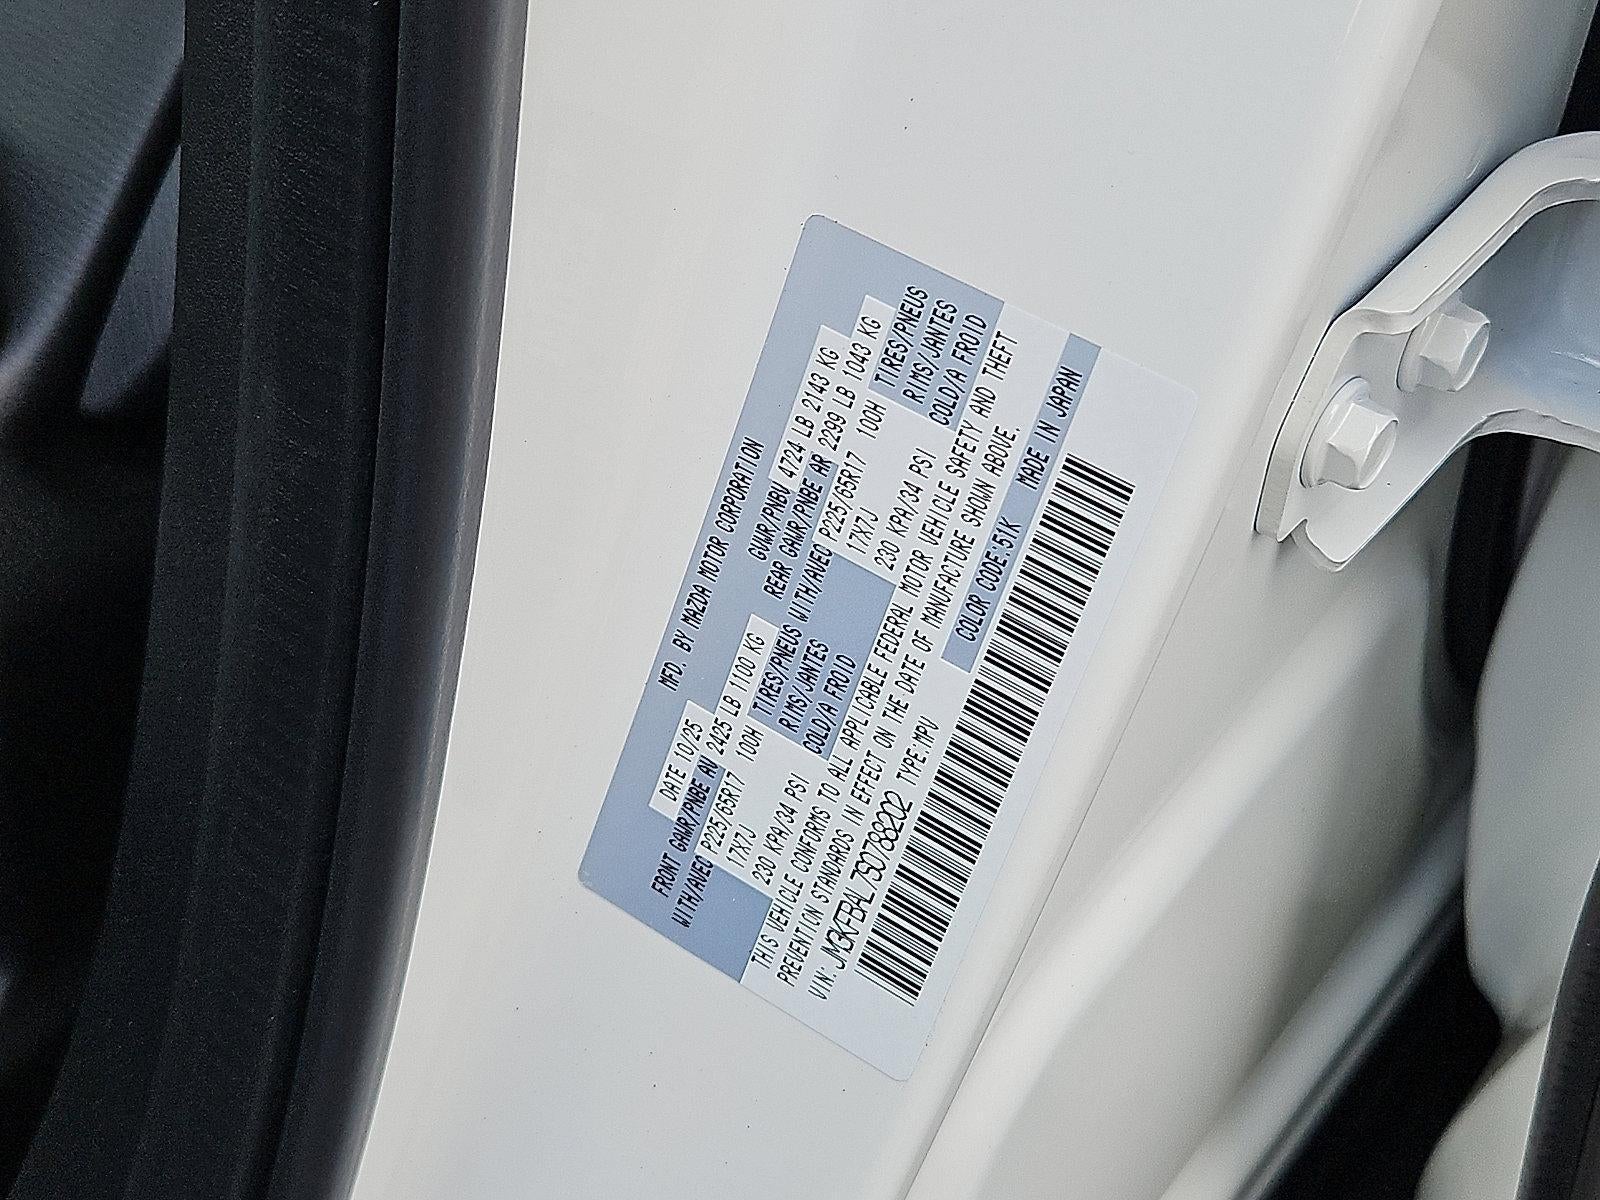 MFD. BY MAZDA MOTOR CORPORATION
DATE 10/25 GVWR/PNBV 4724 LB 2143 KG
FRONT GAWR/PNBE AV 2425 LB 1100 KG REAR GAWR/PNBE AR 2299 LB 1043 KG
WITH/AVEC P225/65R17 100H TIRES/PNEUS WITH/AVEC P225/65R17 100H TIRES/PNEUS
17X7J RIMS/JANTES 17X7J RIMS/JANTES
230 KPA/34 PSI COLD/A FROID 230 KPA/34 PSI COLD/A FROID
THIS VEHICLE CONFORMS TO ALL APPLICABLE FEDERAL MOTOR VEHICLE SAFETY AND THEFT
PREVENTION STANDARDS IN EFFECT ON THE DATE OF MANUFACTURE SHOWN ABOVE.
VIN: JM3KFBAL7S0788202 TYPE:MPV COLOR CODE:51K MADE IN JAPAN